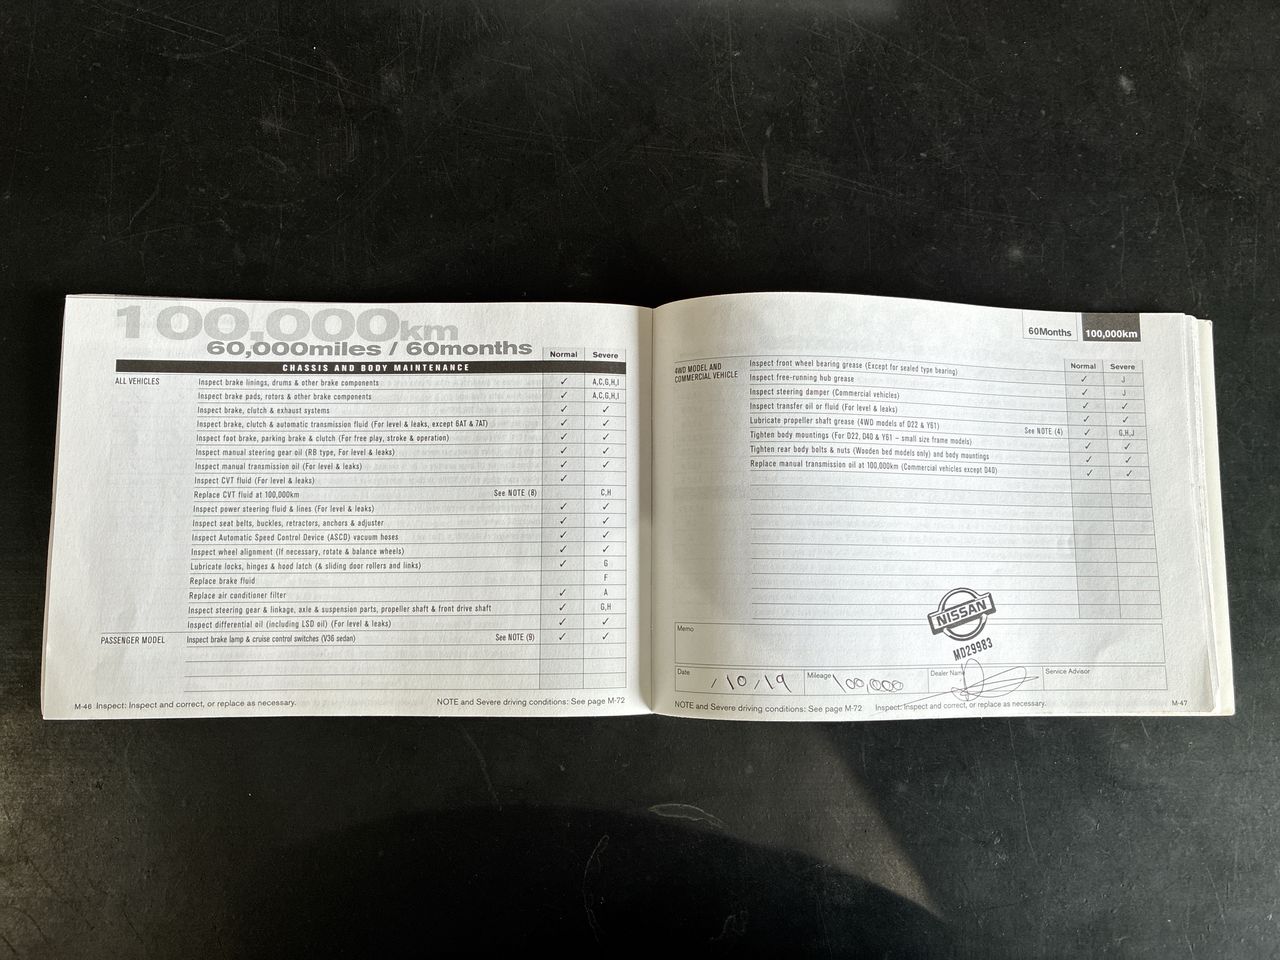 100,000km
60,000miles / 60months
Normal Severe
CHASSIS AND BODY MAINTENANCE
ALL VEHICLES Inspect brake linings, drums & other brake components ✓ A,C,G,H,I
Inspect brake pads, rotors & other brake components ✓ A,C,G,H,I
Inspect brake, clutch & exhaust systems ✓ ✓
Inspect brake, clutch & automatic transmission fluid (For level & leaks, except 6AT & 7AT) ✓ ✓
Inspect foot brake, parking brake & clutch (For free play, stroke & operation) ✓ ✓
Inspect manual steering gear oil (RB type, For level & leaks) ✓ ✓
Inspect manual transmission oil (For level & leaks) ✓ ✓
Inspect CVT fluid (For level & leaks) ✓
Replace CVT fluid at 100,000km See NOTE (8) C,H
Inspect power steering fluid & lines (For level & leaks) ✓ ✓
Inspect seat belts, buckles, retractors, anchors & adjuster ✓ ✓
Inspect Automatic Speed Control Device (ASCD) vacuum hoses ✓ ✓
Inspect wheel alignment (If necessary, rotate & balance wheels) ✓ ✓
Lubricate locks, hinges & hood latch (& sliding door rollers and links) ✓ G
Replace brake fluid F
Replace air conditioner filter ✓ A
Inspect steering gear & linkage, axle & suspension parts, propeller shaft & front drive shaft ✓ G,H
Inspect differential oil (including LSD oil) (For level & leaks) ✓ ✓
PASSENGER MODEL Inspect brake lamp & cruise control switches (V36 sedan) See NOTE (9) ✓ ✓
M-46 Inspect: Inspect and correct, or replace as necessary. NOTE and Severe driving conditions: See page M-72
60Months 100,000km
Normal Severe
4WD MODEL AND
COMMERCIAL VEHICLE
Inspect front wheel bearing grease (Except for sealed type bearing) ✓ J
Inspect free-running hub grease ✓ J
Inspect steering damper (Commercial vehicles) ✓ ✓
Inspect transfer oil or fluid (For level & leaks) ✓ ✓
Lubricate propeller shaft grease (4WD models of D22 & Y61) See NOTE (4) ✓ G,H,J
Tighten body mountings (For D22, D40 & Y61 – small size frame models) ✓ ✓
Tighten rear body bolts & nuts (Wooden bed models only) and body mountings ✓ ✓
Replace manual transmission oil at 100,000km (Commercial vehicles except D40) ✓ ✓
NISSAN
MD29983
Memo
Date /10/19 Mileage 100,000 Dealer Name Service Advisor
NOTE and Severe driving conditions: See page M-72 Inspect: Inspect and correct, or replace as necessary. M-47